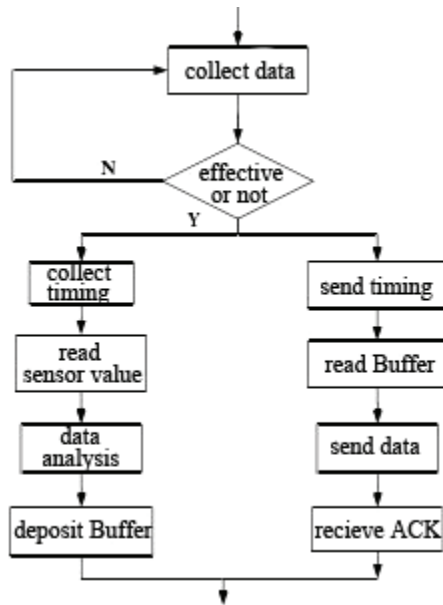 collect data
N
effective
or not
Y
collect
timing
read
sensor value
data
analysis
deposit Buffer
send timing
read Buffer
send data
recieve ACK